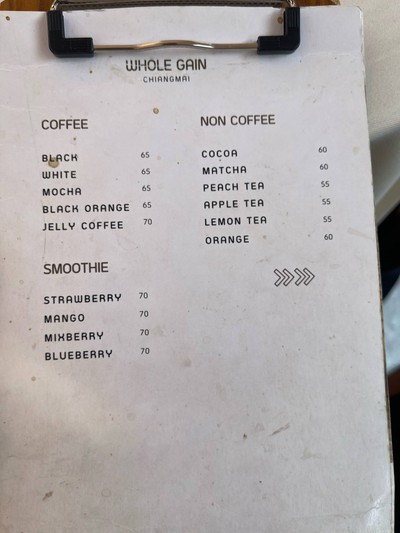 WHOLE GAIN
CHIANGMAI
COFFEE
BLACK 65
WHITE 65
MOCHA 65
BLACK ORANGE 65
JELLY COFFEE 70
SMOOTHIE
STRAWBERRY 70
MANGO 70
MIXBERRY 70
BLUEBERRY 70
NON COFFEE
COCOA 60
MATCHA 60
PEACH TEA 55
APPLE TEA 55
LEMON TEA 55
ORANGE 60